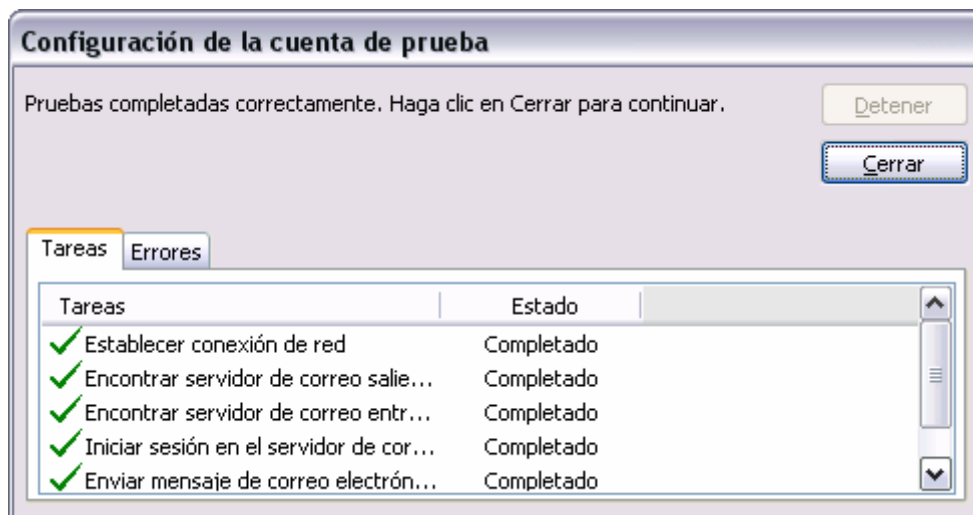 Configuración de la cuenta de prueba
Pruebas completadas correctamente. Haga clic en Cerrar para continuar.
Detener
Cerrar
Tareas Errores
Tareas Estado
Establecer conexión de red Completado
Encontrar servidor de correo salie... Completado
Encontrar servidor de correo entr... Completado
Iniciar sesión en el servidor de cor... Completado
Enviar mensaje de correo electrón... Completado